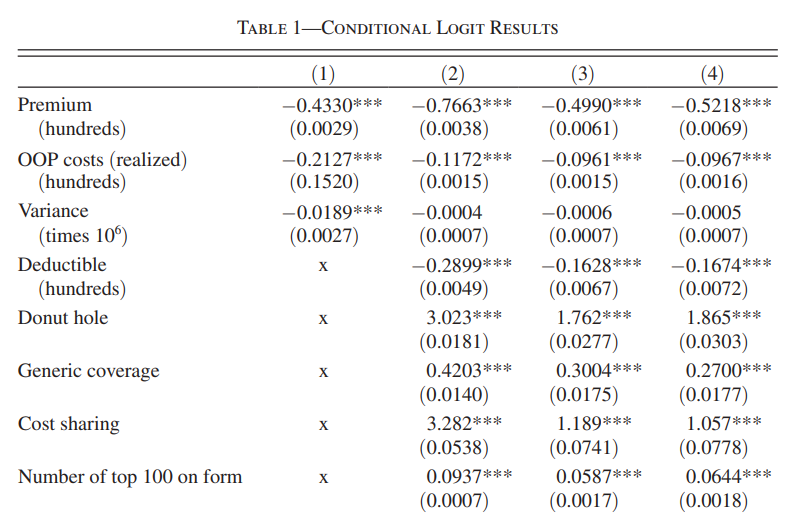 TABLE 1—CONDITIONAL LOGIT RESULTS
(1) (2) (3) (4)
Premium −0.4330*** −0.7663*** −0.4990*** −0.5218***
(hundreds) (0.0029) (0.0038) (0.0061) (0.0069)
OOP costs (realized) −0.2127*** −0.1172*** −0.0961*** −0.0967***
(hundreds) (0.1520) (0.0015) (0.0015) (0.0016)
Variance −0.0189*** −0.0004 −0.0006 −0.0005
(times 10⁶) (0.0027) (0.0007) (0.0007) (0.0007)
Deductible x −0.2899*** −0.1628*** −0.1674***
(hundreds) (0.0049) (0.0067) (0.0072)
Donut hole x 3.023*** 1.762*** 1.865***
(0.0181) (0.0277) (0.0303)
Generic coverage x 0.4203*** 0.3004*** 0.2700***
(0.0140) (0.0175) (0.0177)
Cost sharing x 3.282*** 1.189*** 1.057***
(0.0538) (0.0741) (0.0778)
Number of top 100 on form x 0.0937*** 0.0587*** 0.0644***
(0.0007) (0.0017) (0.0018)